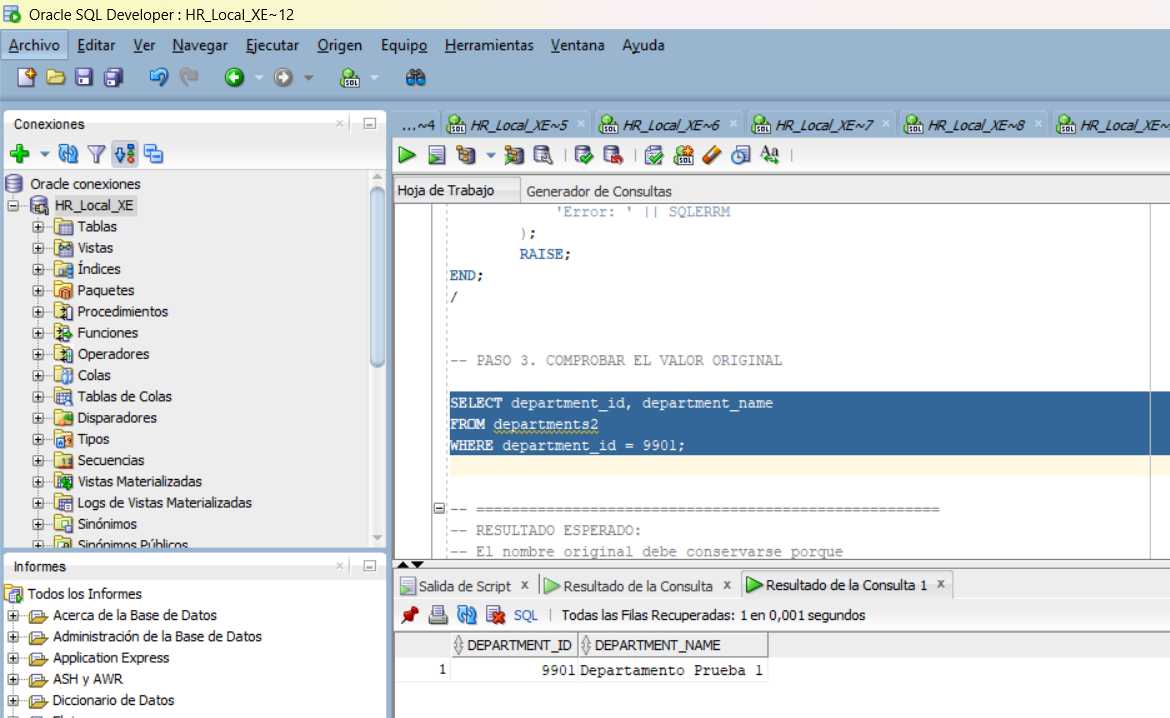 Oracle SQL Developer : HR_Local_XE~12
Archivo Editar Ver Navegar Ejecutar Origen Equipo Herramientas Ventana Ayuda
Conexiones
Oracle conexiones
HR_Local_XE
Tablas
Vistas
Índices
Paquetes
Procedimientos
Funciones
Operadores
Colas
Tablas de Colas
Disparadores
Tipos
Secuencias
Vistas Materializadas
Logs de Vistas Materializadas
Sinónimos
Sinónimos Públicos
Informes
Todos los Informes
Acerca de la Base de Datos
Administración de la Base de Datos
Application Express
ASH y AWR
Diccionario de Datos
...~4 HR_Local_XE~5 HR_Local_XE~6 HR_Local_XE~7 HR_Local_XE~8 HR_Local_XE~
Hoja de Trabajo Generador de Consultas
'Error: ' || SQLERRM
);
RAISE;
END;
/
-- PASO 3. COMPROBAR EL VALOR ORIGINAL
SELECT department_id, department_name
FROM departments2
WHERE department_id = 9901;
-- =====================================================
-- RESULTADO ESPERADO:
-- El nombre original debe conservarse porque
Salida de Script x Resultado de la Consulta x Resultado de la Consulta 1 x
SQL | Todas las Filas Recuperadas: 1 en 0,001 segundos
DEPARTMENT_ID DEPARTMENT_NAME
1 9901 Departamento Prueba 1